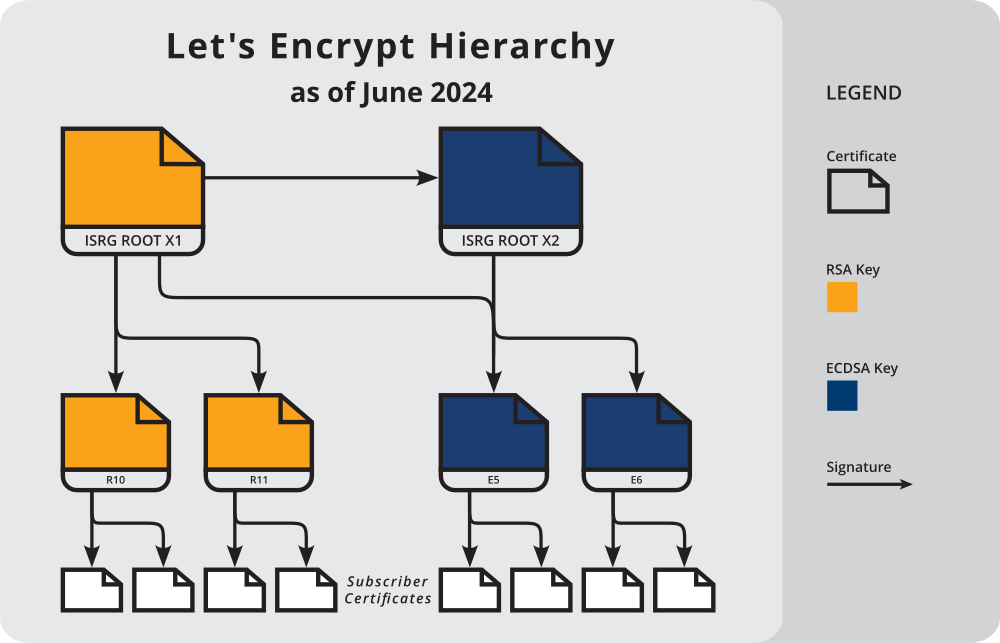 Let's Encrypt Hierarchy
as of June 2024
LEGEND
Certificate
RSA Key
ECDSA Key
Signature
ISRG ROOT X1
ISRG ROOT X2
R10
R11
E5
E6
Subscriber
Certificates